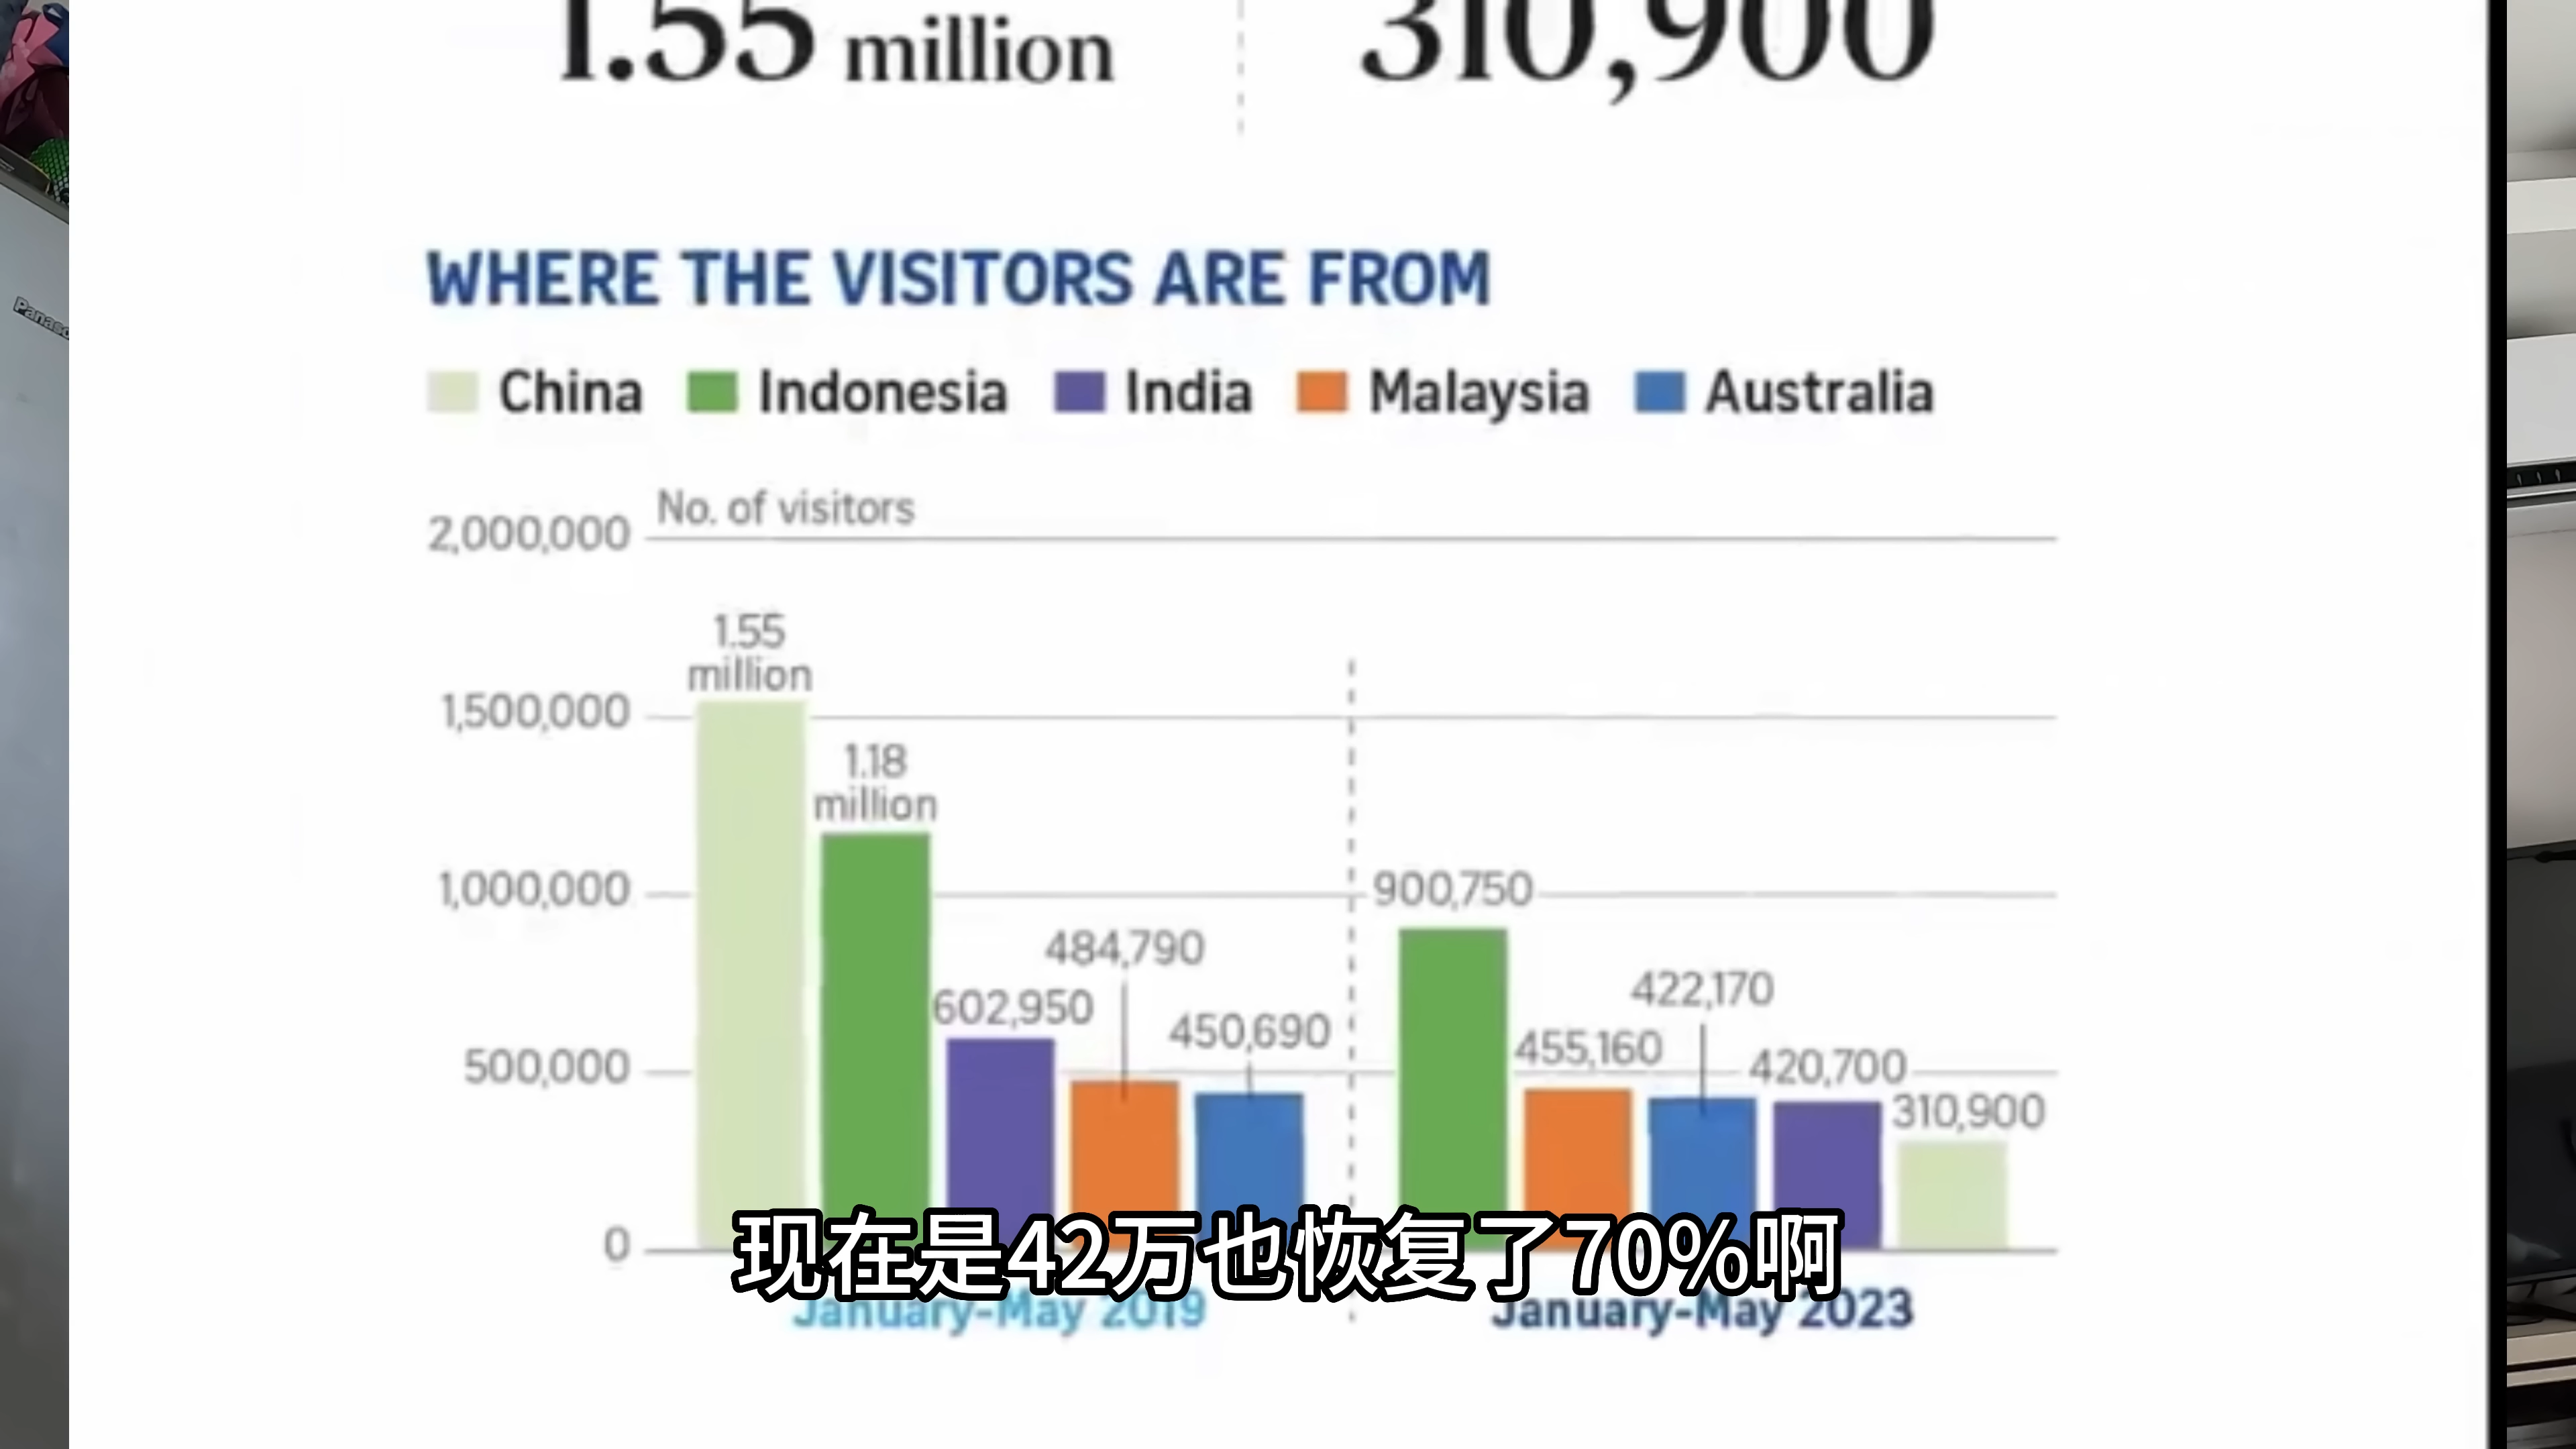 1.55 million
310,900
WHERE THE VISITORS ARE FROM
China Indonesia India Malaysia Australia
No. of visitors
2,000,000
1,500,000
1,000,000
500,000
0
1.55
million
1.18
million
602,950
484,790
450,690
900,750
455,160
422,170
420,700
310,900
现在是42万也恢复了70%啊
January-May 2019
January-May 2023